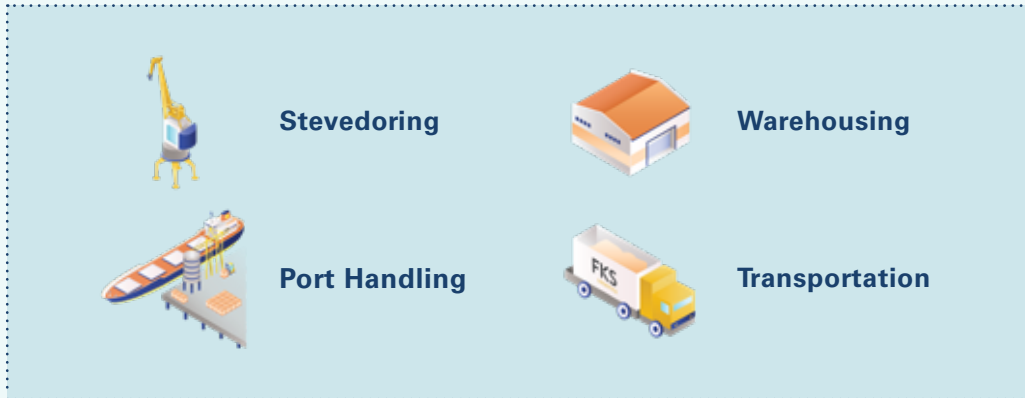 Stevedoring
Warehousing
Port Handling
FKS
Transportation